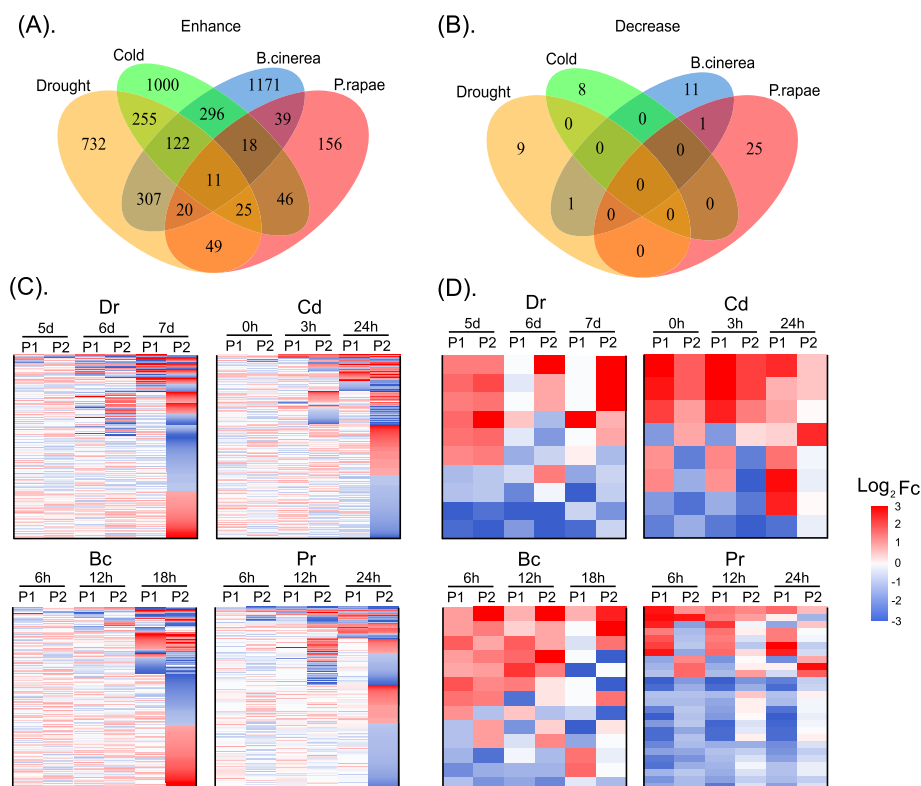 (A). Enhance
Cold
B.cinerea
Drought
P.rapae
1000
1171
255
296
39
732
122
18
156
11
307
20
25
46
49
(B). Decrease
Cold
B.cinerea
Drought
P.rapae
8
11
0
0
1
9
0
0
25
0
1
0
0
0
0
(C).
Dr
5d 6d 7d
P1 P2 P1 P2 P1 P2
Cd
0h 3h 24h
P1 P2 P1 P2 P1 P2
Bc
6h 12h 18h
P1 P2 P1 P2 P1 P2
Pr
6h 12h 24h
P1 P2 P1 P2 P1 P2
(D).
Dr
5d 6d 7d
P1 P2 P1 P2 P1 P2
Cd
0h 3h 24h
P1 P2 P1 P2 P1 P2
Bc
6h 12h 18h
P1 P2 P1 P2 P1 P2
Pr
6h 12h 24h
P1 P2 P1 P2 P1 P2
Log2 Fc
3
2
1
0
-1
-2
-3